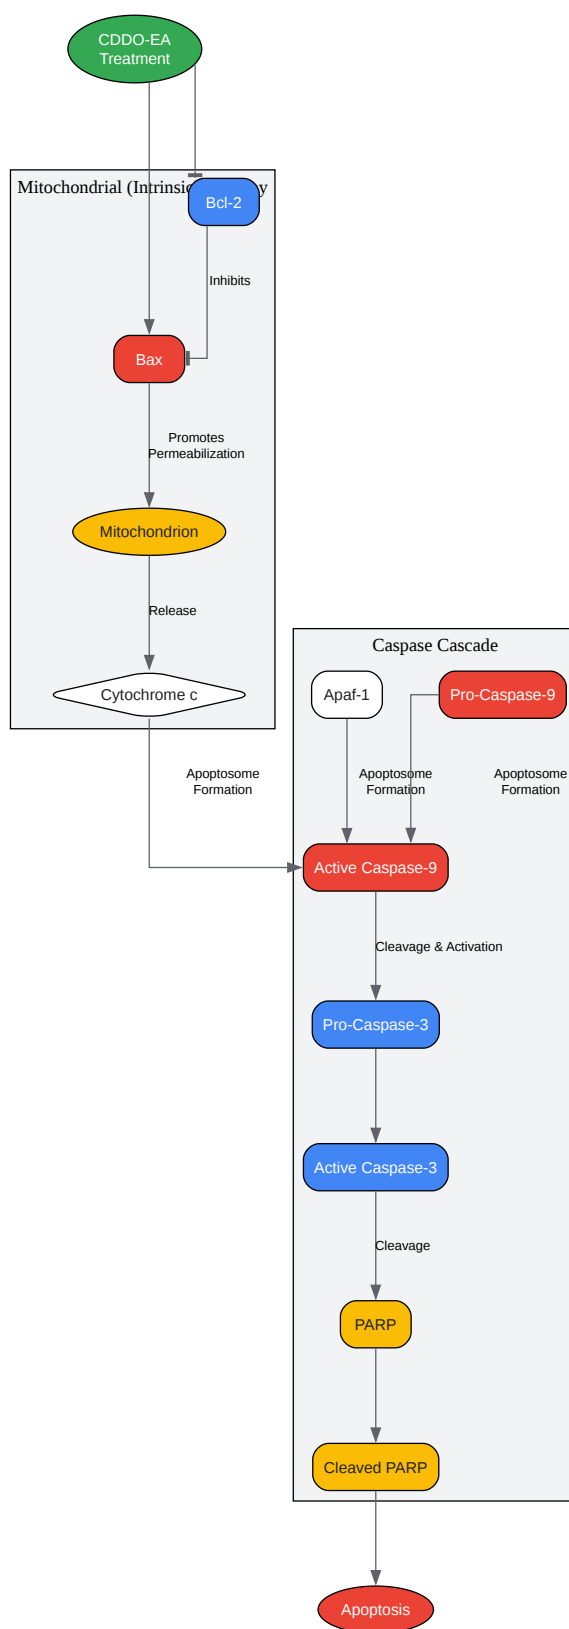 CDDO-EA
Treatment
Mitochondrial (Intrinsic
y
Bcl-2
Inhibits
Bax
Promotes
Permeabilization
Mitochondrion
Release
Cytochrome c
Caspase Cascade
Apaf-1
Pro-Caspase-9
Apoptosome
Formation
Apoptosome
Formation
Apoptosome
Formation
Active Caspase-9
Cleavage & Activation
Pro-Caspase-3
Active Caspase-3
Cleavage
PARP
Cleaved PARP
Apoptosis